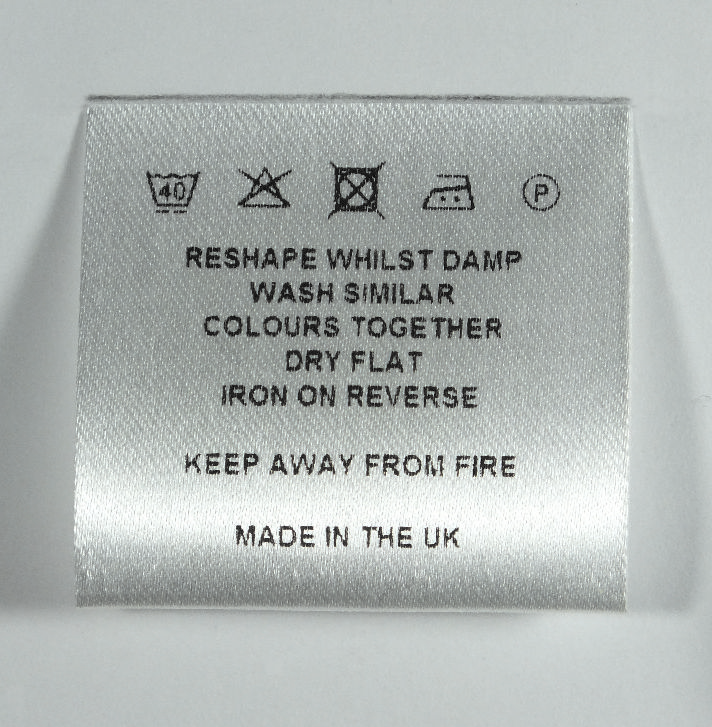 40 P
RESHAPE WHILST DAMP
WASH SIMILAR
COLOURS TOGETHER
DRY FLAT
IRON ON REVERSE
KEEP AWAY FROM FIRE
MADE IN THE UK